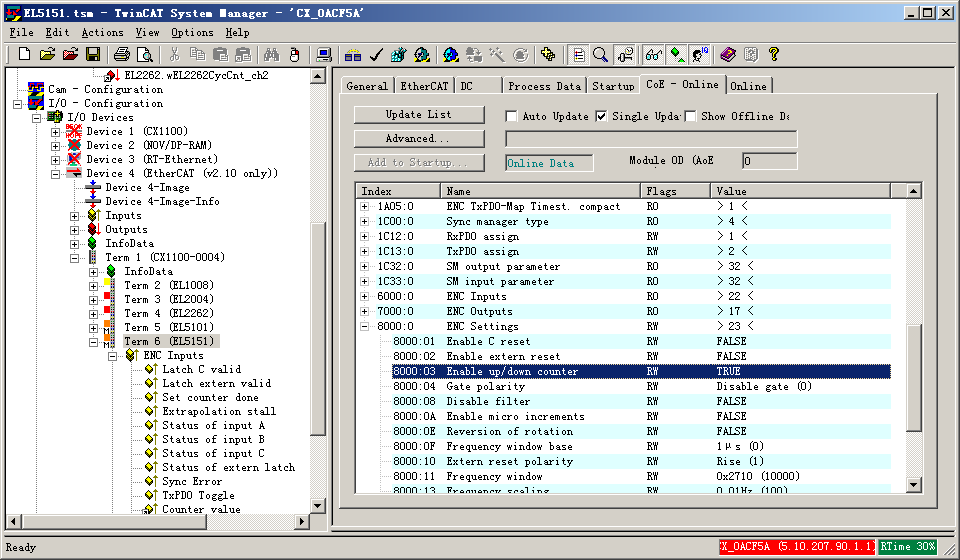 EL5151.tsm - TwinCAT System Manager - 'CX_0ACF5A'
File Edit Actions View Options Help
EL2262.wEL2262CycCnt_ch2
Cam - Configuration
I/O - Configuration
I/O Devices
Device 1 (CX1100)
Device 2 (NOV/DP-RAM)
Device 3 (RT-Ethernet)
Device 4 (EtherCAT (v2.10 only))
Device 4-Image
Device 4-Image-Info
Inputs
Outputs
InfoData
Term 1 (CX1100-0004)
InfoData
Term 2 (EL1008)
Term 3 (EL2004)
Term 4 (EL2262)
Term 5 (EL5101)
Term 6 (EL5151)
ENC Inputs
Latch C valid
Latch extern valid
Set counter done
Extrapolation stall
Status of input A
Status of input B
Status of input C
Status of extern latch
Sync Error
TxPDO Toggle
Counter value
General EtherCAT DC Process Data Startup CoE - Online Online
Update List Auto Update Single Upda Show Offline Da
Advanced...
Add to Startup... Online Data Module OD (AoE 0
Index Name Flags Value
1A05:0 ENC TxPDO-Map Timest. compact RO > 1 <
1C00:0 Sync manager type RO > 4 <
1C12:0 RxPDO assign RW > 1 <
1C13:0 TxPDO assign RW > 2 <
1C32:0 SM output parameter RO > 32 <
1C33:0 SM input parameter RO > 32 <
6000:0 ENC Inputs RO > 22 <
7000:0 ENC Outputs RO > 17 <
8000:0 ENC Settings RW > 23 <
8000:01 Enable C reset RW FALSE
8000:02 Enable extern reset RW FALSE
8000:03 Enable up/down counter RW TRUE
8000:04 Gate polarity RW Disable gate (0)
8000:08 Disable filter RW FALSE
8000:0A Enable micro increments RW FALSE
8000:0E Reversion of rotation RW FALSE
8000:0F Frequency window base RW 1μs (0)
8000:10 Extern reset polarity RW Rise (1)
8000:11 Frequency window RW 0x2710 (10000)
8000:13 Frequency scaling RW 0.01Hz (100)
Ready CX_0ACF5A (5.10.207.90.1.1) RTime 30%